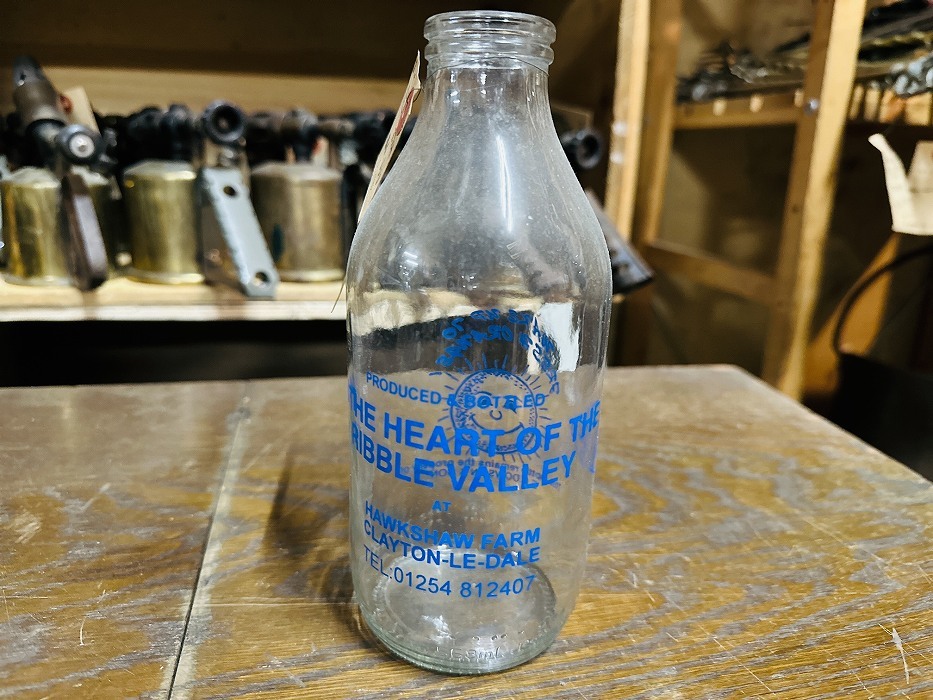 PRODUCED & BOTTLED
THE HEART OF THE
RIBBLE VALLEY
AT
HAWKSHAW FARM
CLAYTON-LE-DALE
TEL:01254 812407